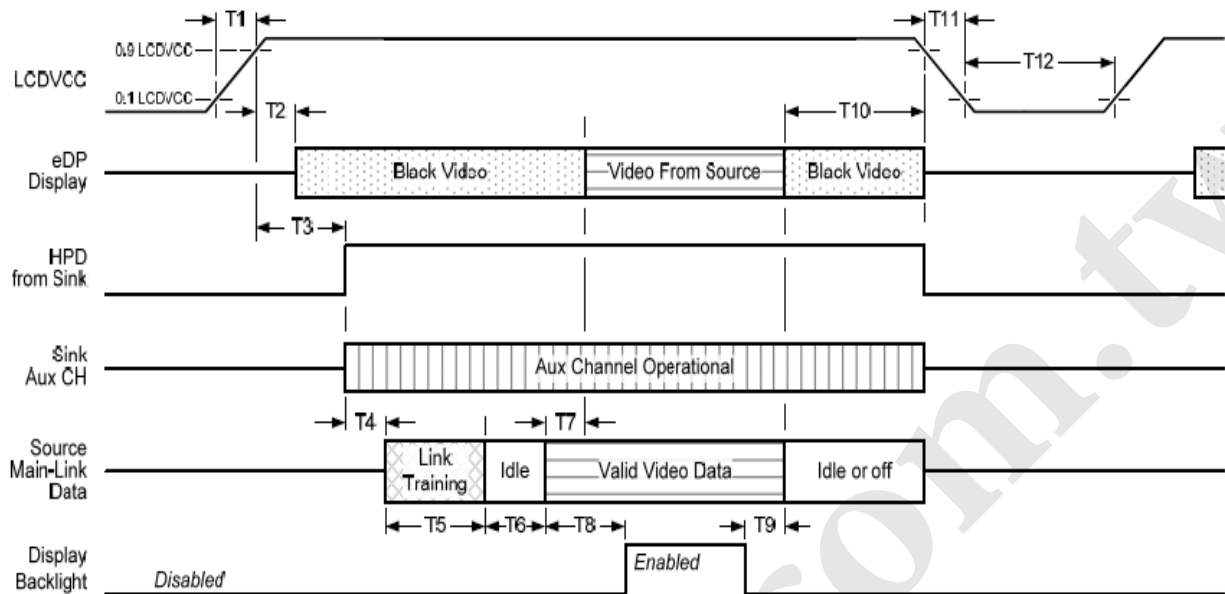 T1
T11
0.9 LCDVCC
LCDVCC
T12
0.1 LCDVCC
T2
T10
eDP
Display
Black Video
Video From Source
Black Video
T3
HPD
from Sink
Sink
Aux CH
Aux Channel Operational
T4
T7
Source
Main-Link
Data
Link
Training
Idle
Valid Video Data
Idle or off
T5
T6
T8
T9
Display
Backlight
Disabled
Enabled
com.tw